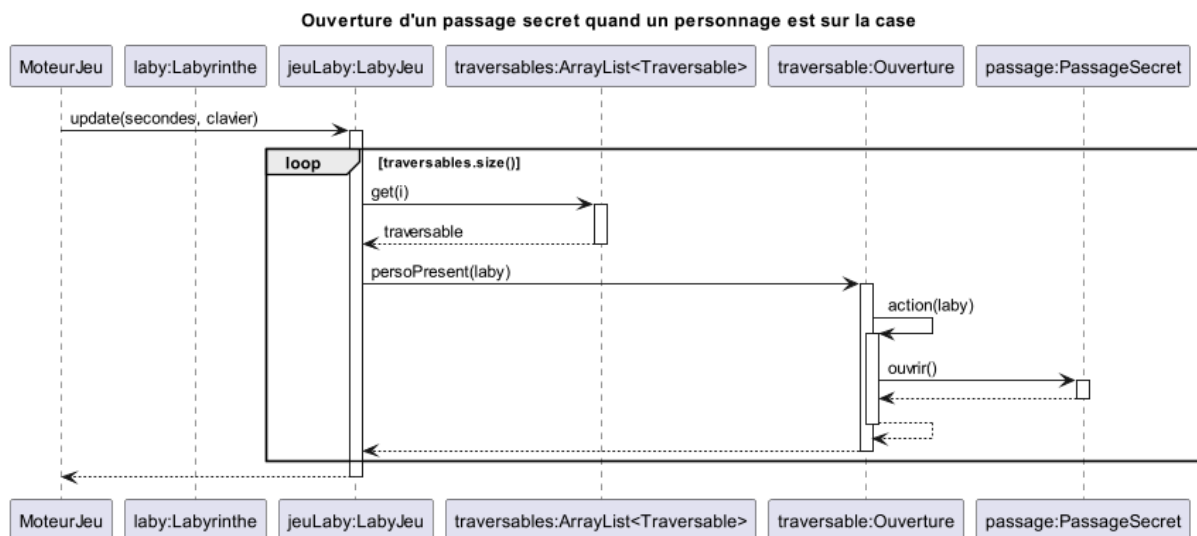 Ouverture d'un passage secret quand un personnage est sur la case
MoteurJeu
laby:Labyrinthe
jeuLaby:LabyJeu
traversables:ArrayList<Traversable>
traversable:Ouverture
passage:PassageSecret
update(secondes, clavier)
loop
[traversables.size()]
get(i)
traversable
persoPresent(laby)
action(laby)
ouvrir()
MoteurJeu
laby:Labyrinthe
jeuLaby:LabyJeu
traversables:ArrayList<Traversable>
traversable:Ouverture
passage:PassageSecret